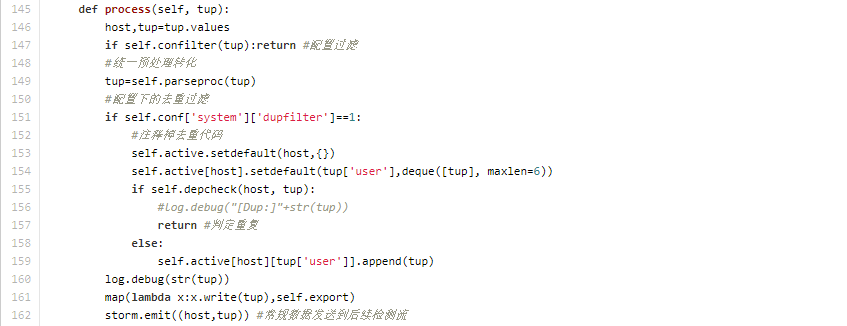 145 def process(self, tup):
146 host,tup=tup.values
147 if self.confilter(tup):return #配置过滤
148 #统一预处理转化
149 tup=self.parseproc(tup)
150 #配置下的去重过滤
151 if self.conf['system']['dupfilter']==1:
152 #注释掉去重代码
153 self.active.setdefault(host,{})
154 self.active[host].setdefault(tup['user'],deque([tup], maxlen=6))
155 if self.depcheck(host, tup):
156 #log.debug("[Dup:]"+str(tup))
157 return #判定重复
158 else:
159 self.active[host][tup['user']].append(tup)
160 log.debug(str(tup))
161 map(lambda x:x.write(tup),self.export)
162 storm.emit((host,tup)) #常规数据发送到后续检测流